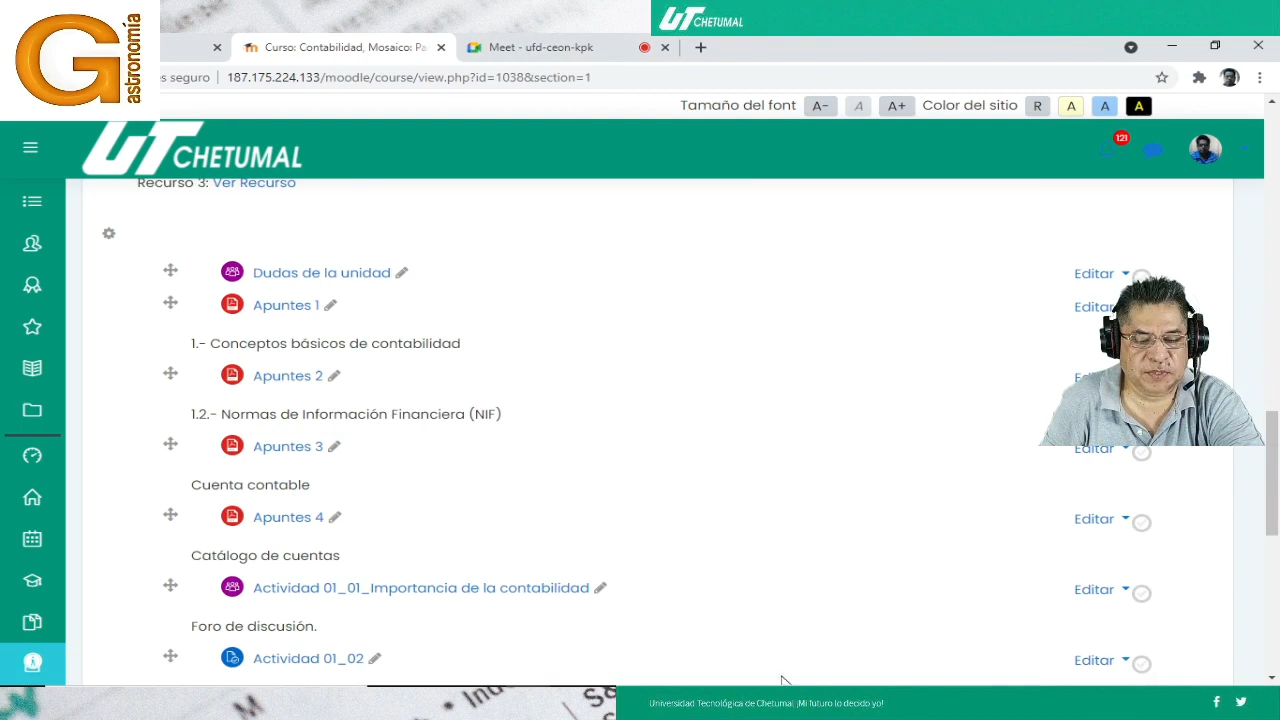 UT CHETUMAL
Gastronomía
Curso: Contabilidad, Mosaico: Pa
Meet - ufd-ceon-kpk
es seguro
187.175.224.133/moodle/course/view.php?id=1038&section=1
Tamaño del font A- A A+ Color del sitio R A A A
UT CHETUMAL
121
Recurso 3: Ver Recurso
Dudas de la unidad
Editar
Apuntes 1
Editar
1.- Conceptos básicos de contabilidad
Apuntes 2
1.2.- Normas de Información Financiera (NIF)
Apuntes 3
Editar
Cuenta contable
Apuntes 4
Editar
Catálogo de cuentas
Actividad 01_01_Importancia de la contabilidad
Editar
Foro de discusión.
Actividad 01_02
Editar
Universidad Tecnológica de Chetumal ¡Mi futuro lo decido yo!